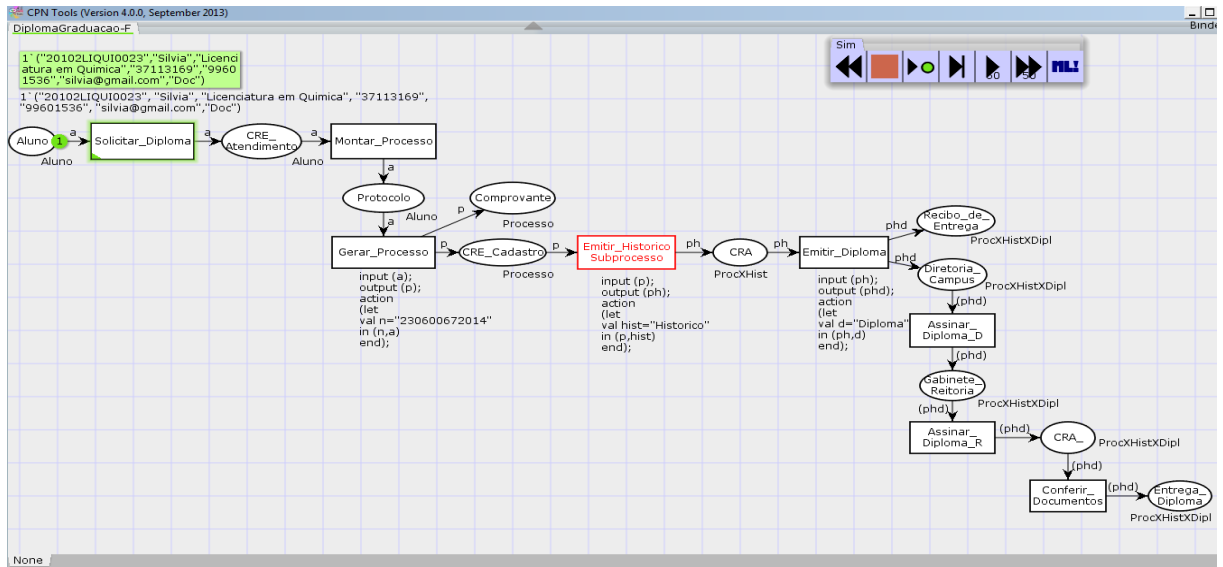 CPN Tools (Version 4.0.0, September 2013)
DiplomaGraduacao-F
Binde
Sim
50
ML!
1`("20102LIQUI0023","Silvia","Licenci
atura em Quimica","37113169","9960
1536","silvia@gmail.com","Doc")
1`("20102LIQUI0023", "Silvia", "Licenciatura em Quimica", "37113169",
"99601536", "silvia@gmail.com","Doc")
Aluno
1
a
Solicitar_Diploma
a
CRE_
Atendimento
a
Montar_Processo
Aluno
Aluno
a
Protocolo
Aluno
a
Comprovante
Processo
p
Gerar_Processo
p
CRE_Cadastro
Processo
p
Emitir_Historico
Subprocesso
ph
CRA
ProcXHist
ph
Emitir_Diploma
phd
Recibo_de_
Entrega
ProcXHistXDipl
phd
Diretoria_
Campus
ProcXHistXDipl
input (a);
output (p);
action
(let
val n="230600672014"
in (n,a)
end);
input (p);
output (ph);
action
(let
val hist="Historico"
in (p,hist)
end);
input (ph);
output (phd);
action
(let
val d="Diploma"
in (ph,d)
end);
(phd)
Assinar_
Diploma_D
(phd)
Gabinete_
Reitoria
ProcXHistXDipl
(phd)
Assinar_
Diploma_R
(phd)
CRA_
ProcXHistXDipl
(phd)
Conferir_
Documentos
(phd)
Entrega_
Diploma
ProcXHistXDipl
None